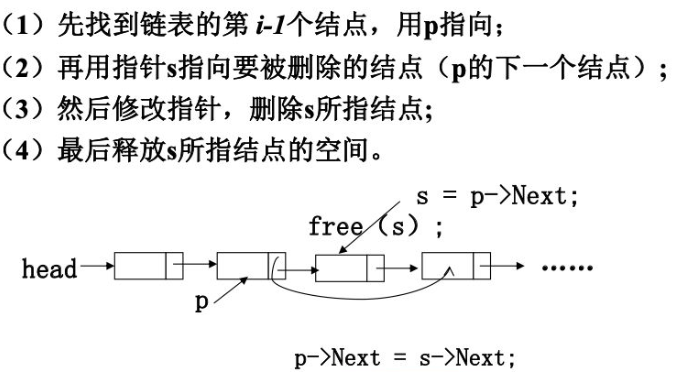 （1）先找到链表的第 i-1个结点，用p指向；
（2）再用指针s指向要被删除的结点（p的下一个结点）；
（3）然后修改指针，删除s所指结点；
（4）最后释放s所指结点的空间。
s = p->Next;
free（s）;
head
......
p
p->Next = s->Next;